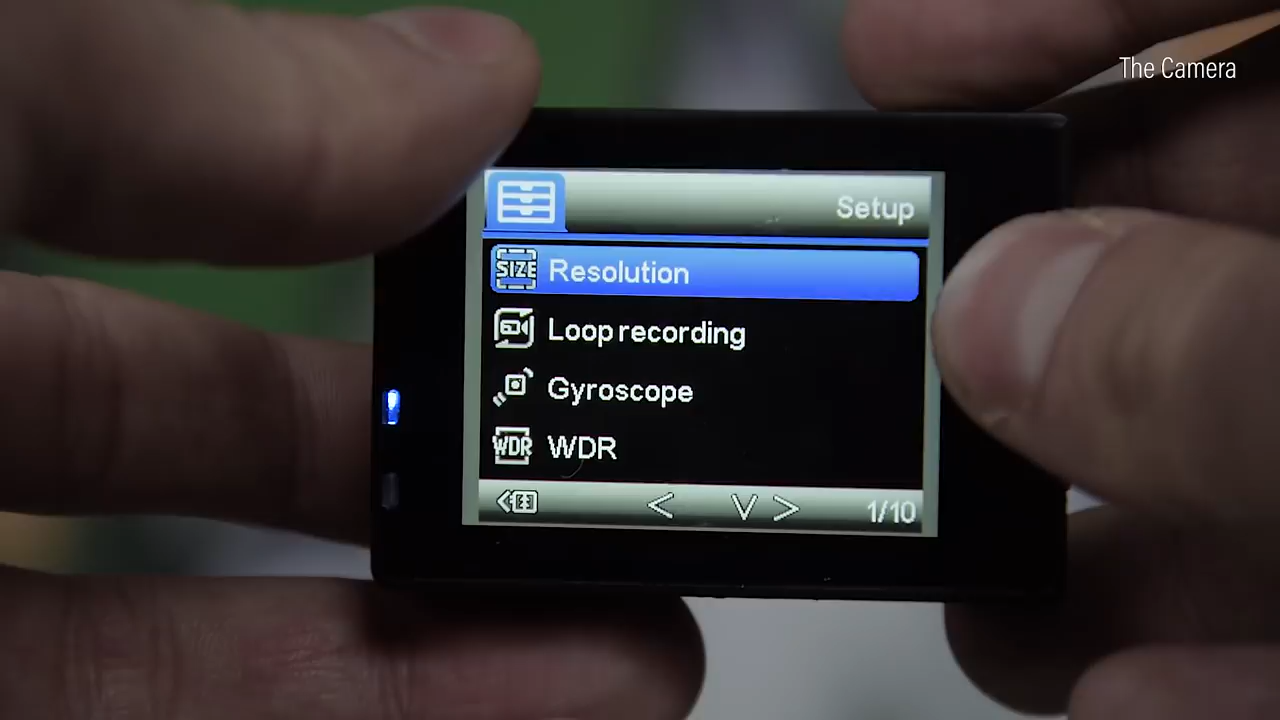 The Camera
Setup
SIZE Resolution
Loop recording
Gyroscope
WDR WDR
< V > 1/10